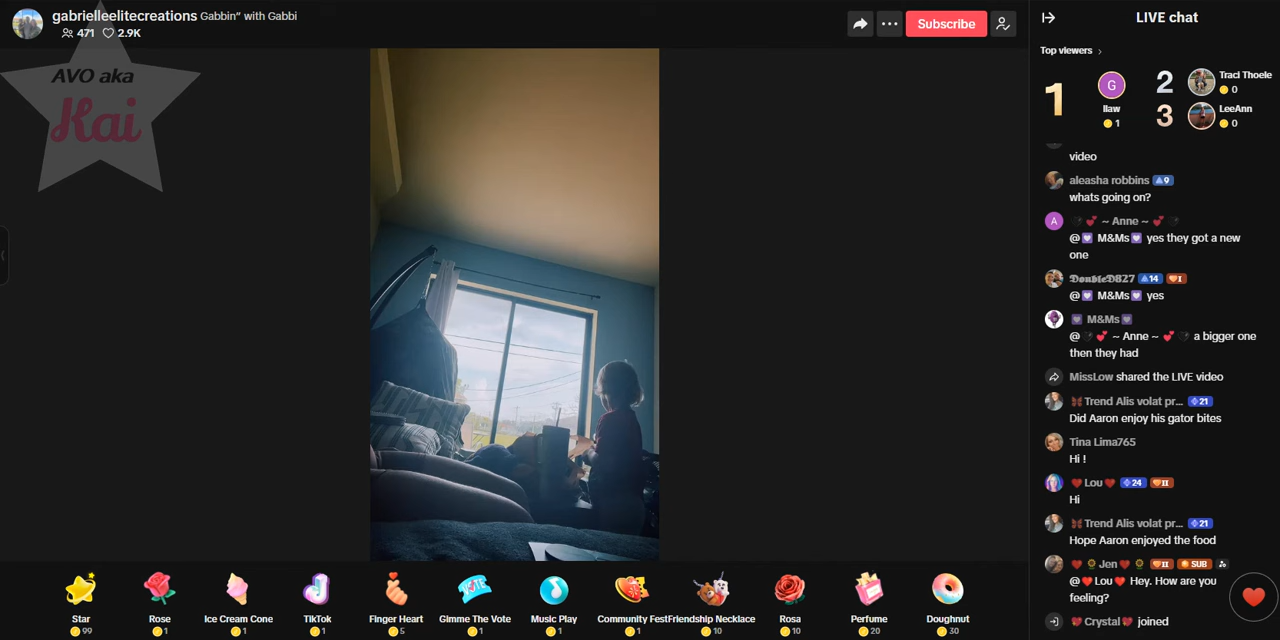 gabrielleelitecreations Gabbin" with Gabbi
471 2.9K
Subscribe
AVO aka
Kai
LIVE chat
Top viewers
1
G
llaw
1
2
Traci Thoele
0
3
LeeAnn
0
video
aleasha robbins 9
whats going on?
A
~ Anne ~
@ M&Ms yes they got a new
one
DoubleD827 14 I
@ M&Ms yes
M&Ms
@ ~ Anne ~ a bigger one
then they had
MissLow shared the LIVE video
Trend Alis volat pr... 21
Did Aaron enjoy his gator bites
Tina Lima765
Hi !
Lou 24 II
Hi
Trend Alis volat pr... 21
Hope Aaron enjoyed the food
Jen II SUB
@ Lou Hey. How are you
feeling?
Crystal joined
Star
99
Rose
1
Ice Cream Cone
1
TikTok
1
Finger Heart
5
VOTE
Gimme The Vote
1
Music Play
1
Community Fest
1
Friendship Necklace
10
Rosa
10
Perfume
20
Doughnut
30